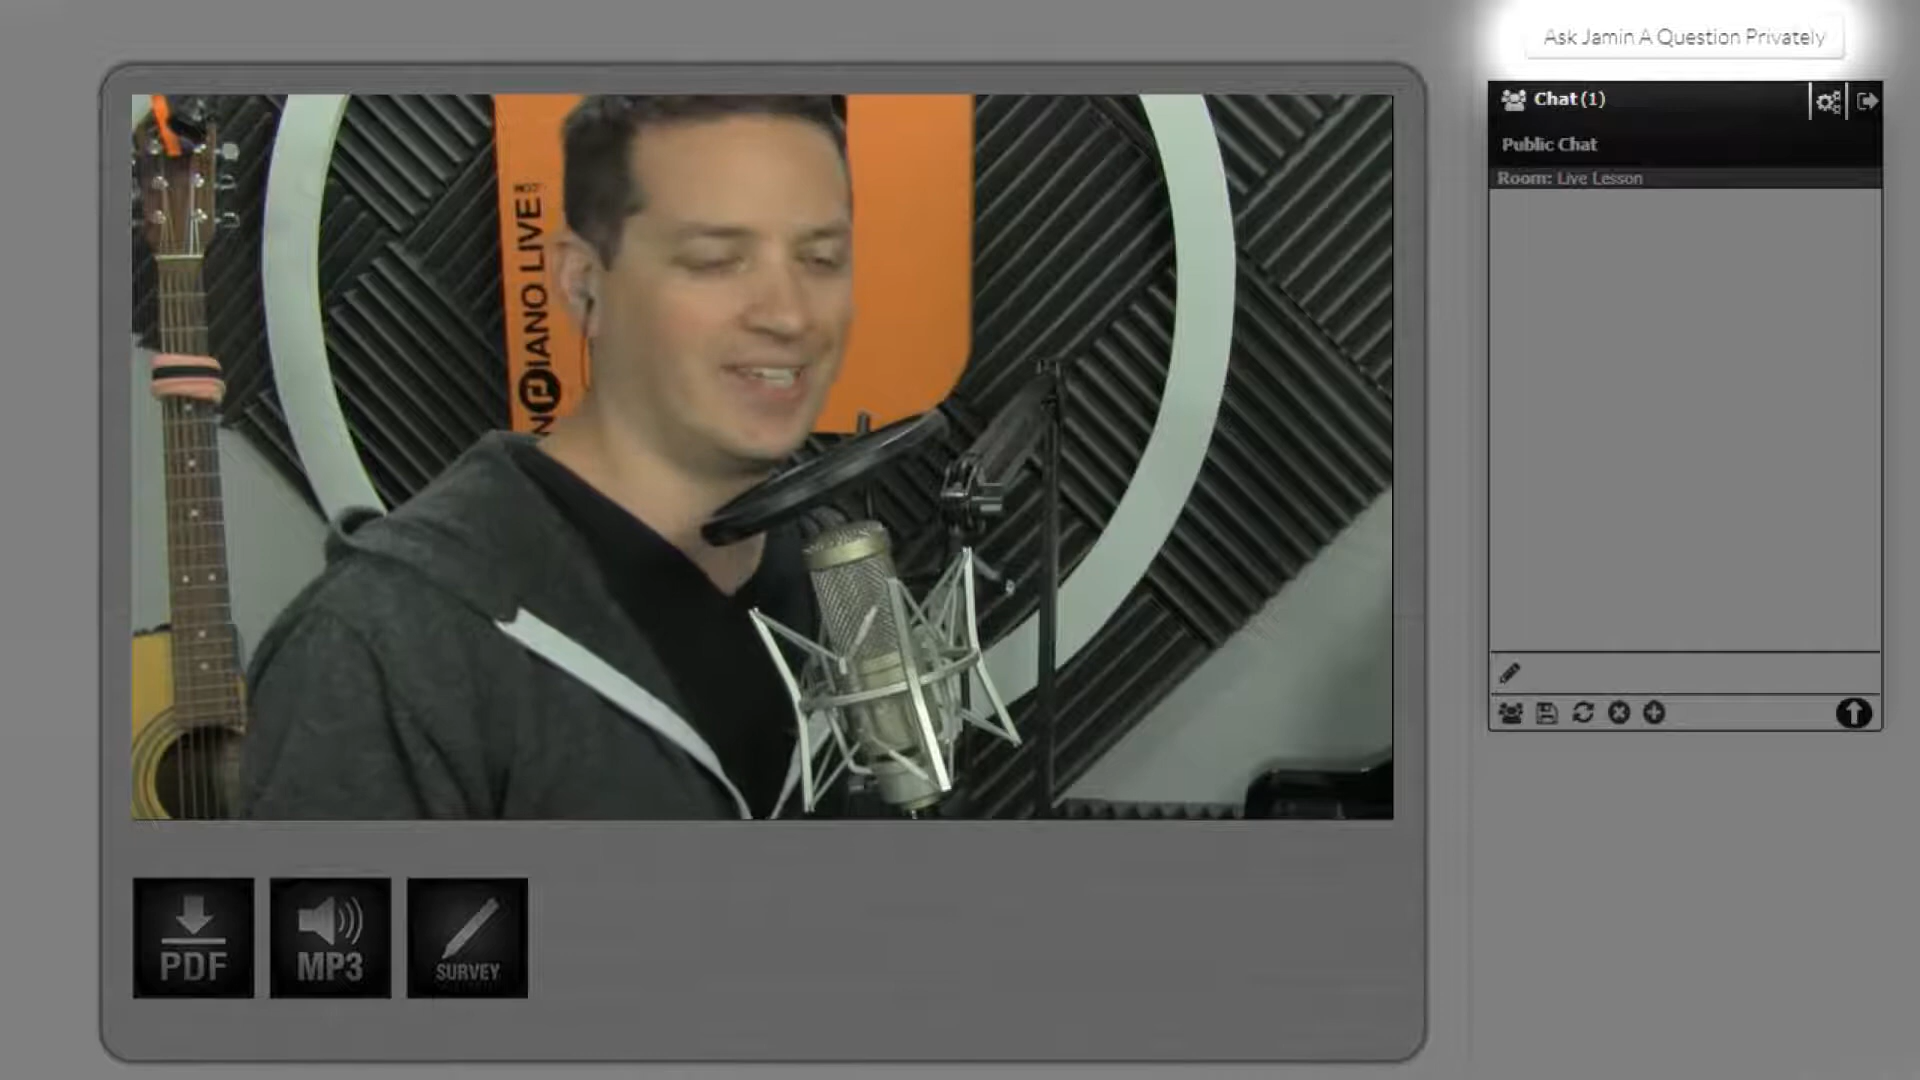 Ask Jamin A Question Privately
Chat (1)
Public Chat
Room: Live Lesson
PIANO LIVE!
PDF
MP3
SURVEY